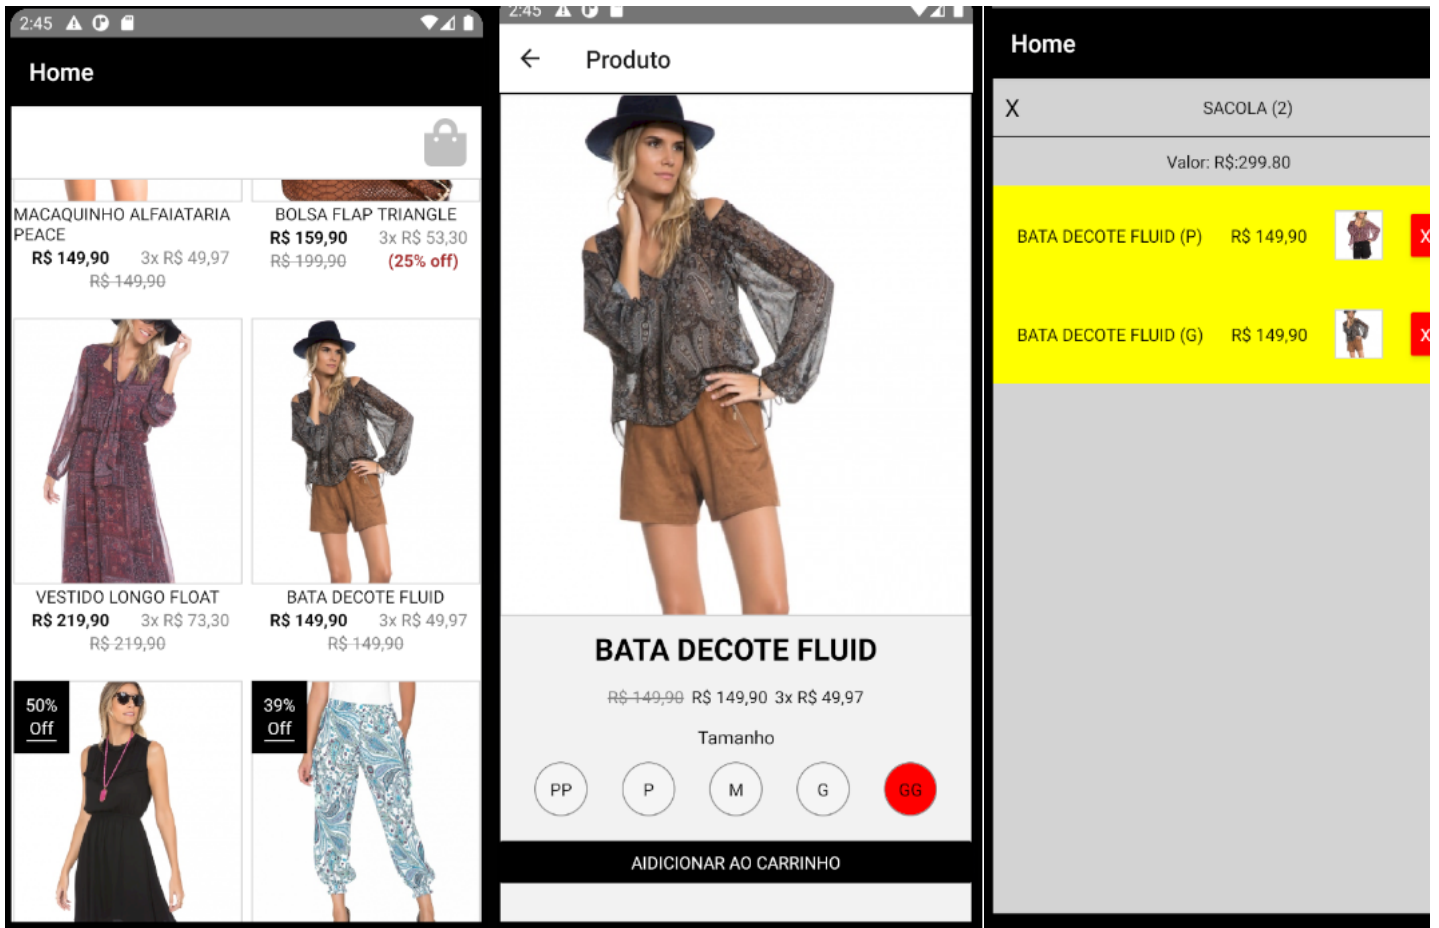 2:45
Home
MACAQUINHO ALFAIATARIA
PEACE
R$ 149,90 3x R$ 49,97
R$ 149,90
BOLSA FLAP TRIANGLE
R$ 159,90 3x R$ 53,30
R$ 199,90 (25% off)
VESTIDO LONGO FLOAT
R$ 219,90 3x R$ 73,30
R$ 219,90
BATA DECOTE FLUID
R$ 149,90 3x R$ 49,97
R$ 149,90
50%
Off
39%
Off
2:45
Produto
BATA DECOTE FLUID
R$ 149,90 R$ 149,90 3x R$ 49,97
Tamanho
PP P M G GG
AIDICIONAR AO CARRINHO
Home
X SACOLA (2)
Valor: R$:299.80
BATA DECOTE FLUID (P) R$ 149,90 X
BATA DECOTE FLUID (G) R$ 149,90 X